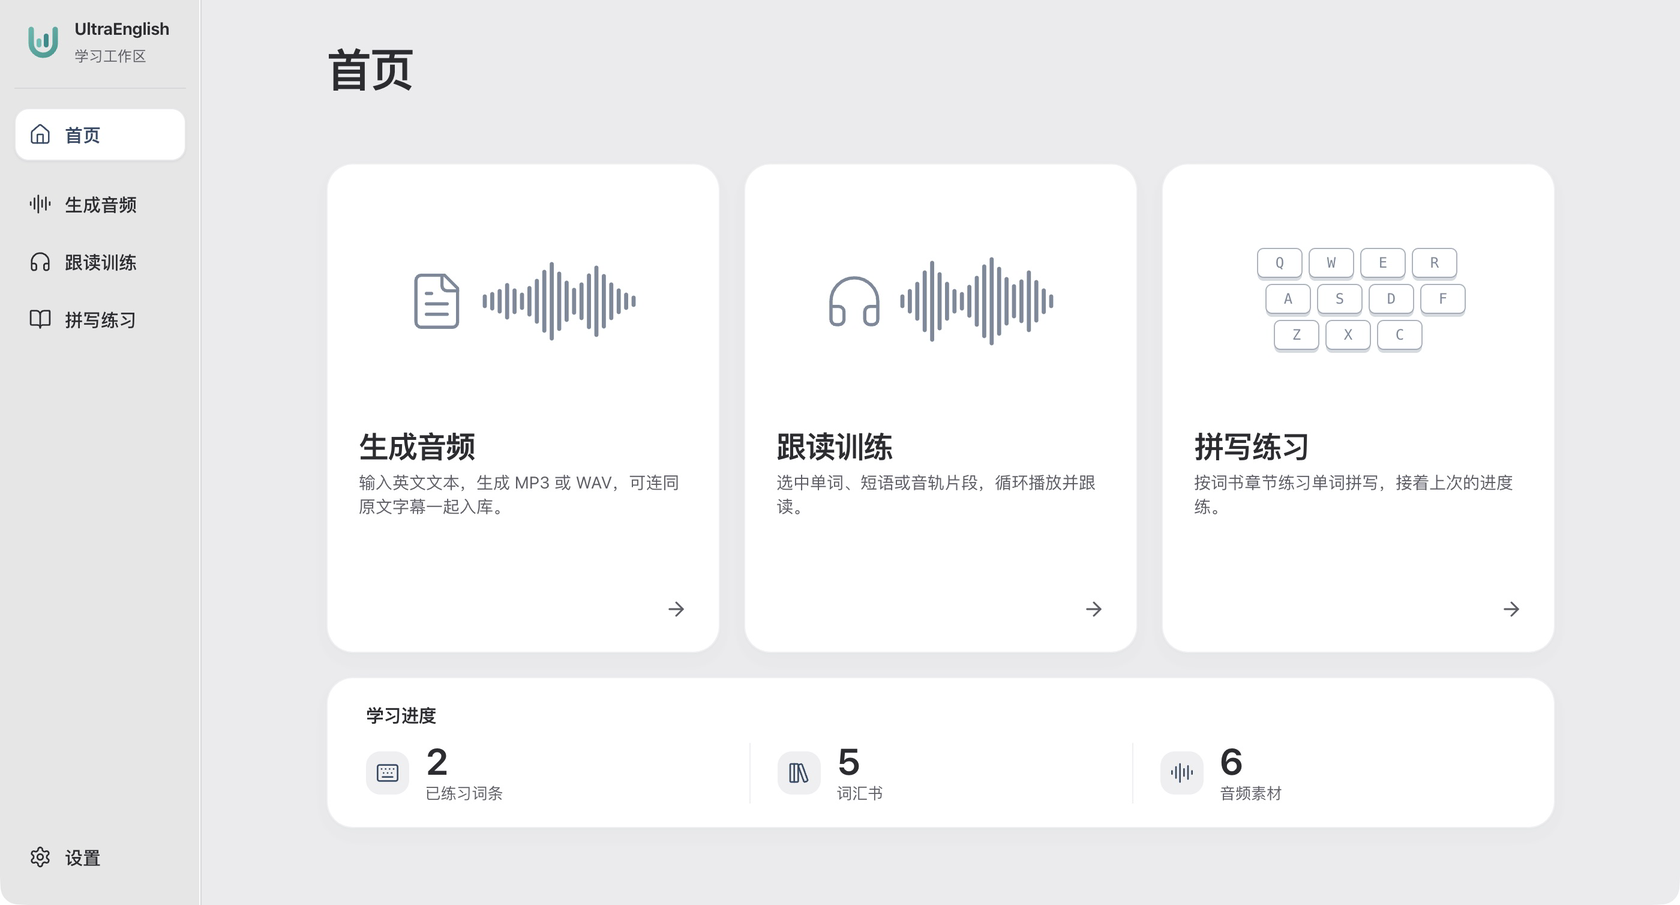 UltraEnglish
学习工作区
首页
生成音频
跟读训练
拼写练习
设置
首页
生成音频
输入英文文本，生成 MP3 或 WAV，可连同
原文字幕一起入库。
跟读训练
选中单词、短语或音轨片段，循环播放并跟
读。
Q W E R
A S D F
Z X C
拼写练习
按词书章节练习单词拼写，接着上次的进度
练。
学习进度
2
已练习词条
5
词汇书
6
音频素材